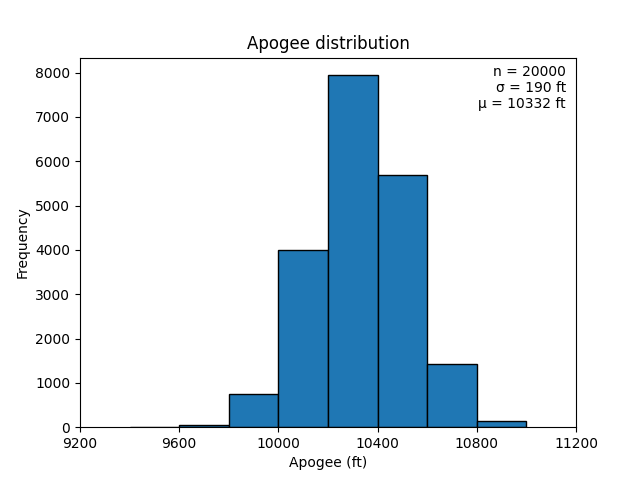 Apogee distribution
n = 20000
σ = 190 ft
μ = 10332 ft
Frequency
8000
7000
6000
5000
4000
3000
2000
1000
0
9200 9600 10000 10400 10800 11200
Apogee (ft)